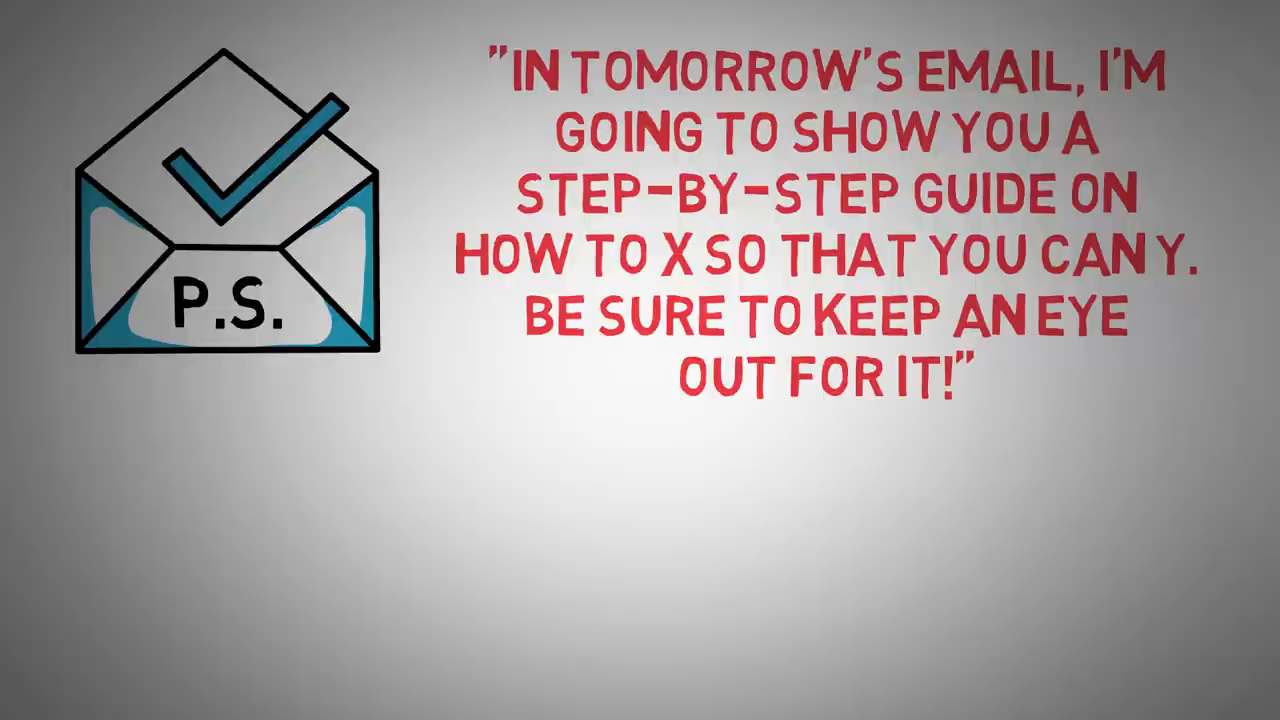 "IN TOMORROW'S EMAIL, I'M
GOING TO SHOW YOU A
STEP-BY-STEP GUIDE ON
HOW TO X SO THAT YOU CAN Y.
BE SURE TO KEEP AN EYE
OUT FOR IT!"
P.S.